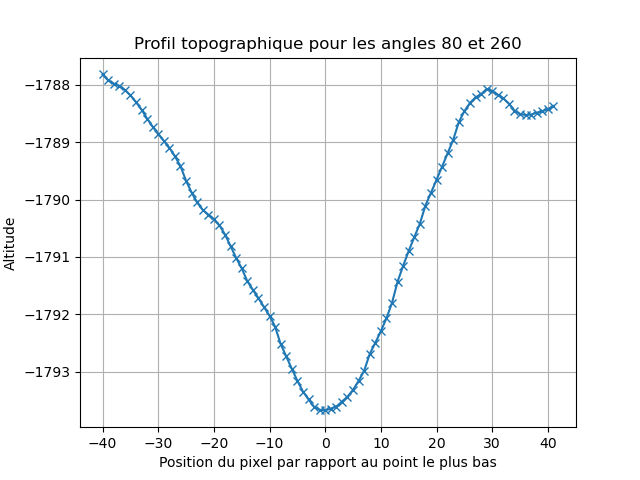 Profil topographique pour les angles 80 et 260
−1788
−1789
−1790
−1791
−1792
−1793
Altitude
−40 −30 −20 −10 0 10 20 30 40
Position du pixel par rapport au point le plus bas